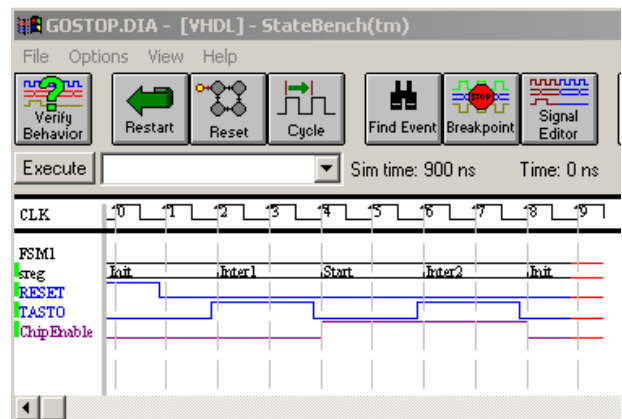 GOSTOP.DIA - [VHDL] - StateBench(tm)
File Options View Help
Verify Behavior Restart Reset Cycle Find Event STOP Breakpoint Signal Editor
Execute Sim time: 900 ns Time: 0 ns
CLK 0 1 2 3 4 5 6 7 8 9
FSM1
sreg Init Inter1 Start Inter2 Init
RESET
TASTO
ChipEnable